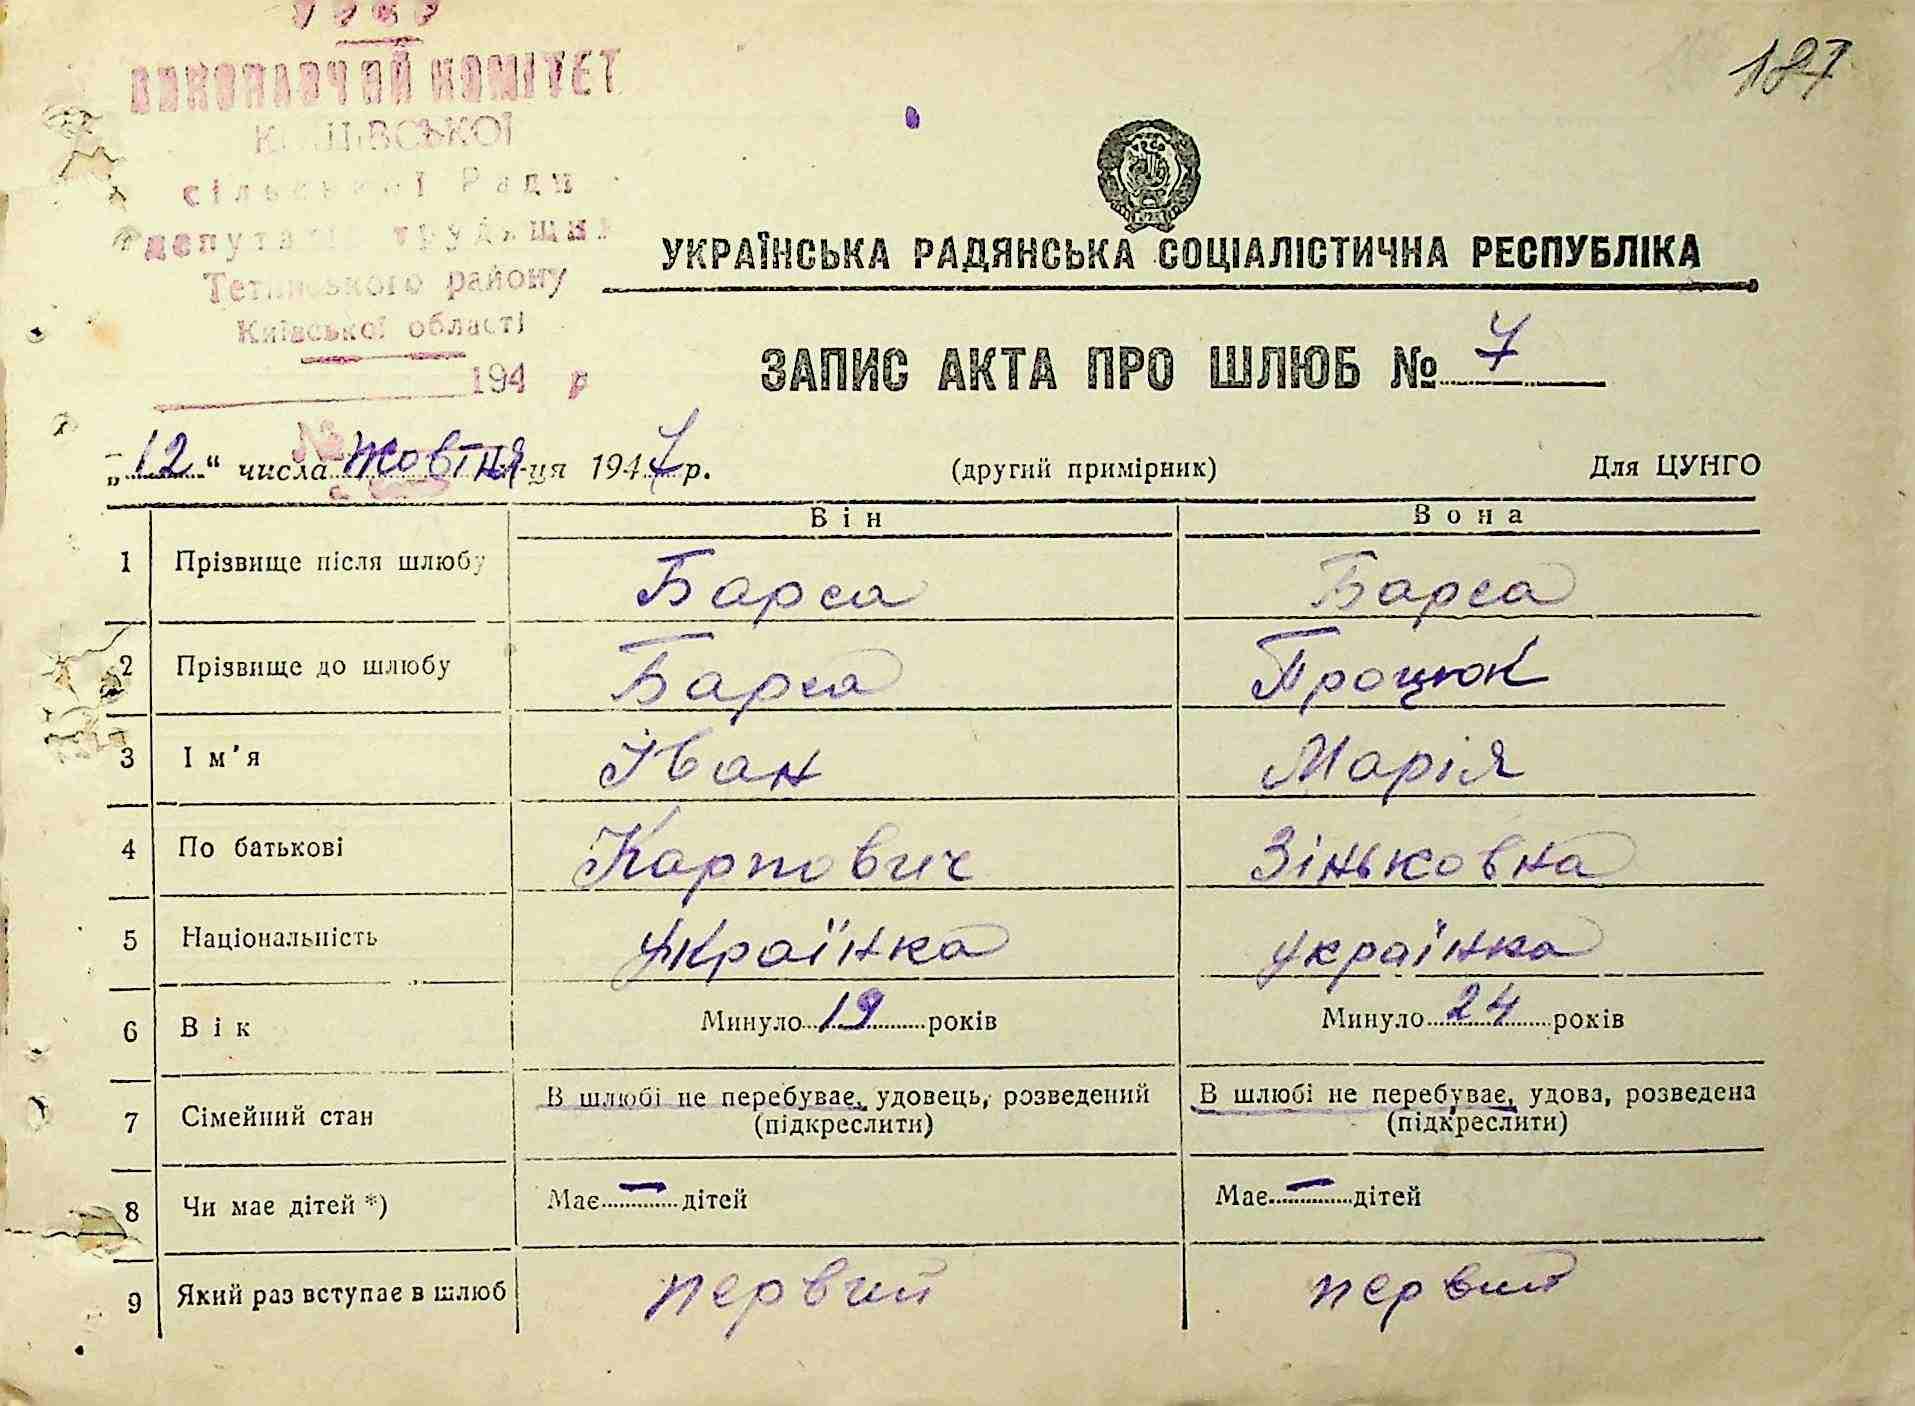 187
УРСР
ВИКОНАВЧИЙ КОМІТЕТ
сільської Ради
депутатів трудящих
Тетіївського району
Київської області
194 р
№
УКРАЇНСЬКА РАДЯНСЬКА СОЦІАЛІСТИЧНА РЕСПУБЛІКА
ЗАПИС АКТА ПРО ШЛЮБ № 7
„12“ числа жовтня м-ця 1947 р. (другий примірник) Для ЦУНГО
Він Вона
1 Прізвище після шлюбу Барса Барса
2 Прізвище до шлюбу Барса Процюк
3 Ім'я Іван Марія
4 По батькові Карпович Зіньковна
5 Національність українка українка
6 Вік Минуло 19 років Минуло 24 років
7 Сімейний стан В шлюбі не перебуває, удовець, розведений В шлюбі не перебуває, удова, розведена
(підкреслити) (підкреслити)
8 Чи має дітей *) Має — дітей Має — дітей
9 Який раз вступає в шлюб первий первий